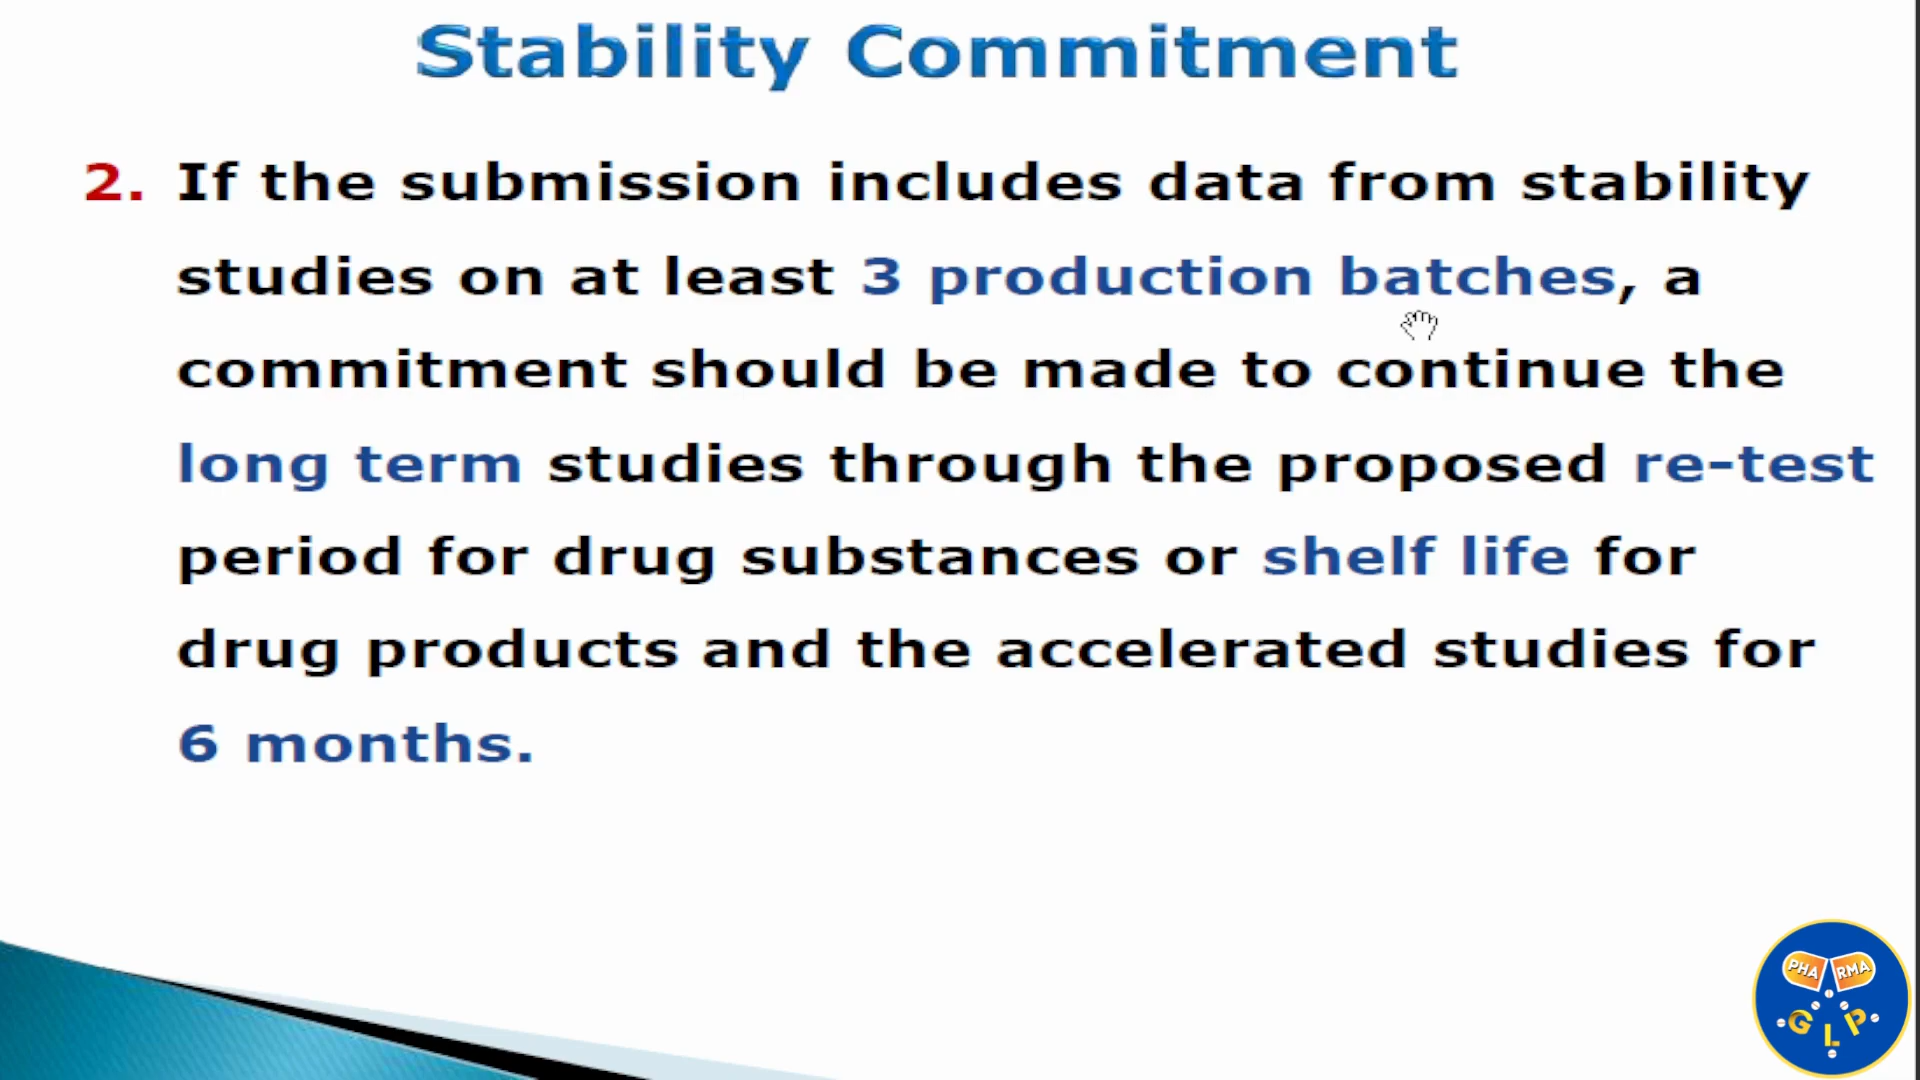 Stability Commitment
2. If the submission includes data from stability
studies on at least 3 production batches, a
commitment should be made to continue the
long term studies through the proposed re-test
period for drug substances or shelf life for
drug products and the accelerated studies for
6 months.
PHA RMA
GLP